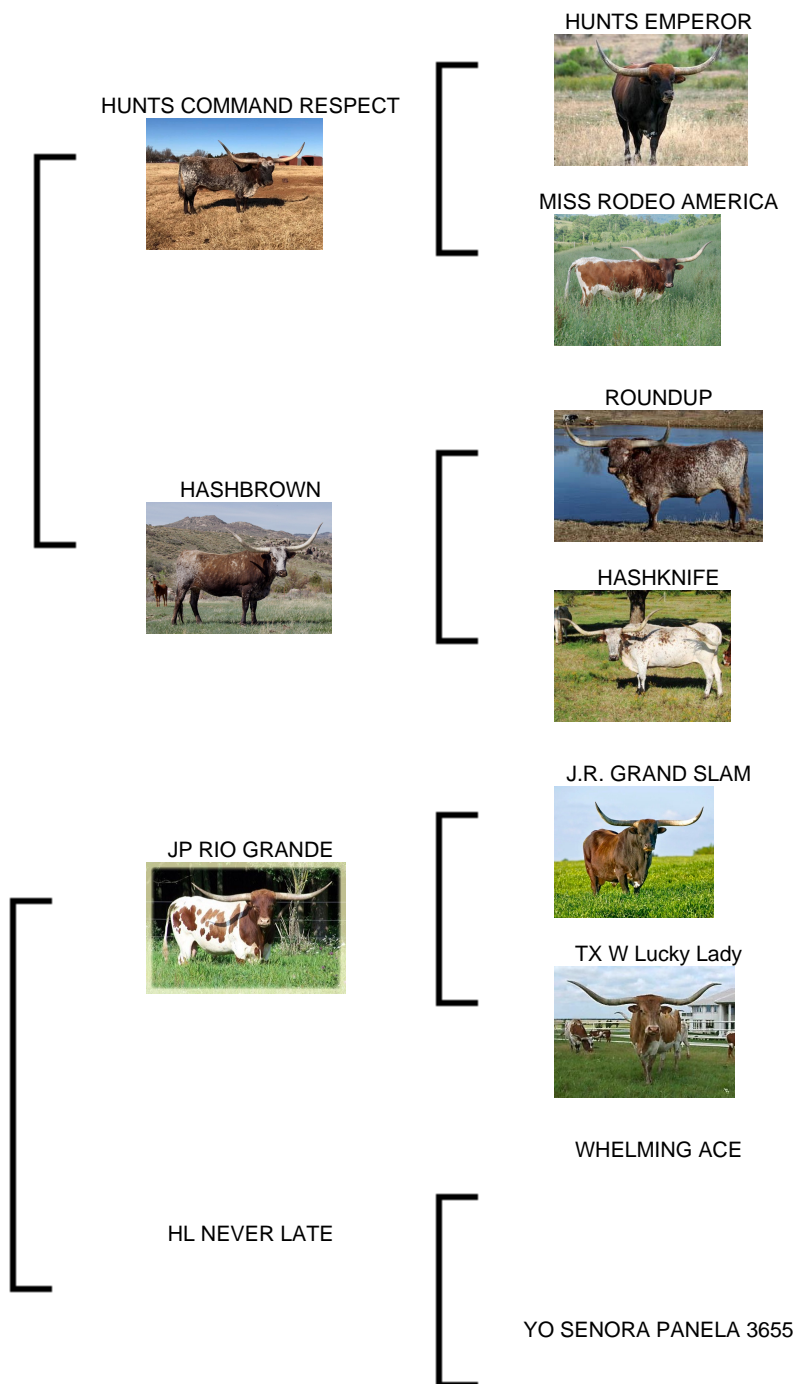 HUNTS EMPEROR
HUNTS COMMAND RESPECT
MISS RODEO AMERICA
ROUNDUP
HASHBROWN
HASHKNIFE
J.R. GRAND SLAM
JP RIO GRANDE
TX W Lucky Lady
WHELMING ACE
HL NEVER LATE
YO SENORA PANELA 3655